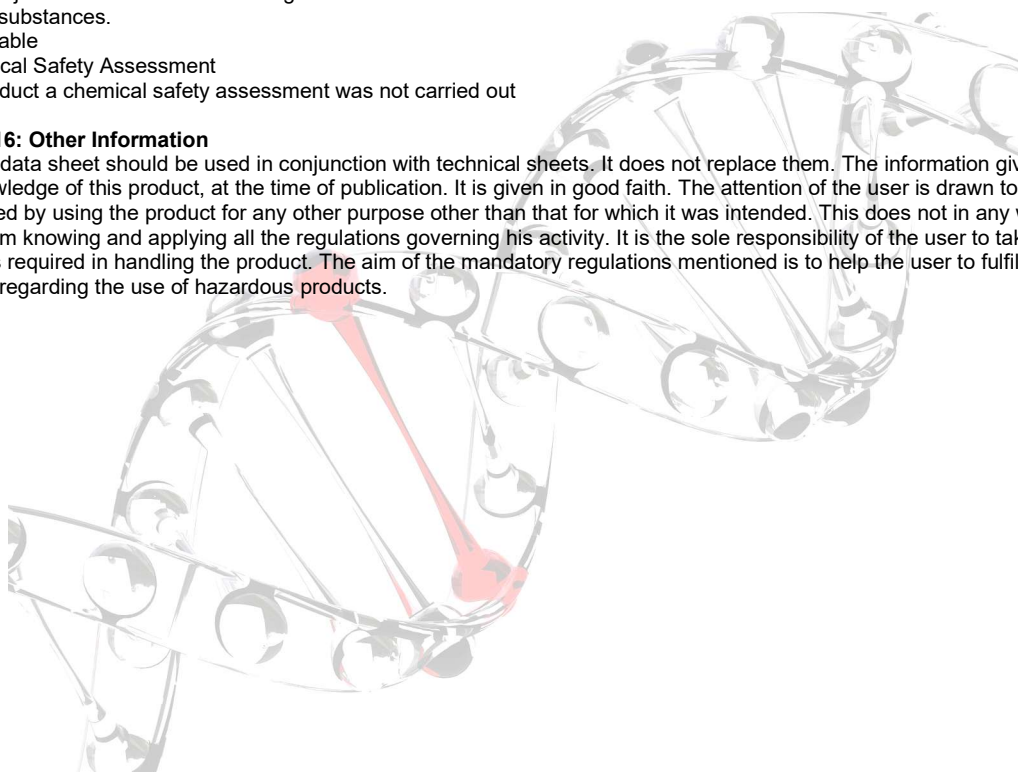 substances.
able
cal Safety Assessment
duct a chemical safety assessment was not carried out
6: Other Information
data sheet should be used in conjunction with technical sheets. It does not replace them. The information giv
wledge of this product, at the time of publication. It is given in good faith. The attention of the user is drawn to
ed by using the product for any other purpose other than that for which it was intended. This does not in any
m knowing and applying all the regulations governing his activity. It is the sole responsibility of the user to tak
required in handling the product. The aim of the mandatory regulations mentioned is to help the user to fulfil
regarding the use of hazardous products.